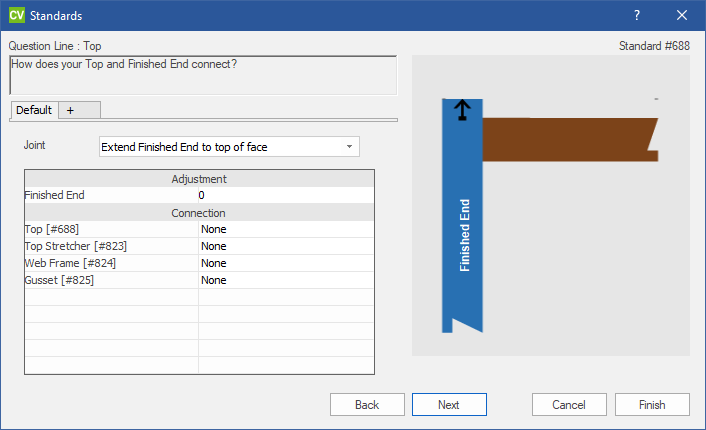 CV Standards ?
Question Line : Top Standard #688
How does your Top and Finished End connect?
Default +
Joint Extend Finished End to top of face
Adjustment
Finished End 0
Connection
Top [#688] None
Top Stretcher [#823] None
Web Frame [#824] None
Gusset [#825] None
Finished End
Back Next Cancel Finish